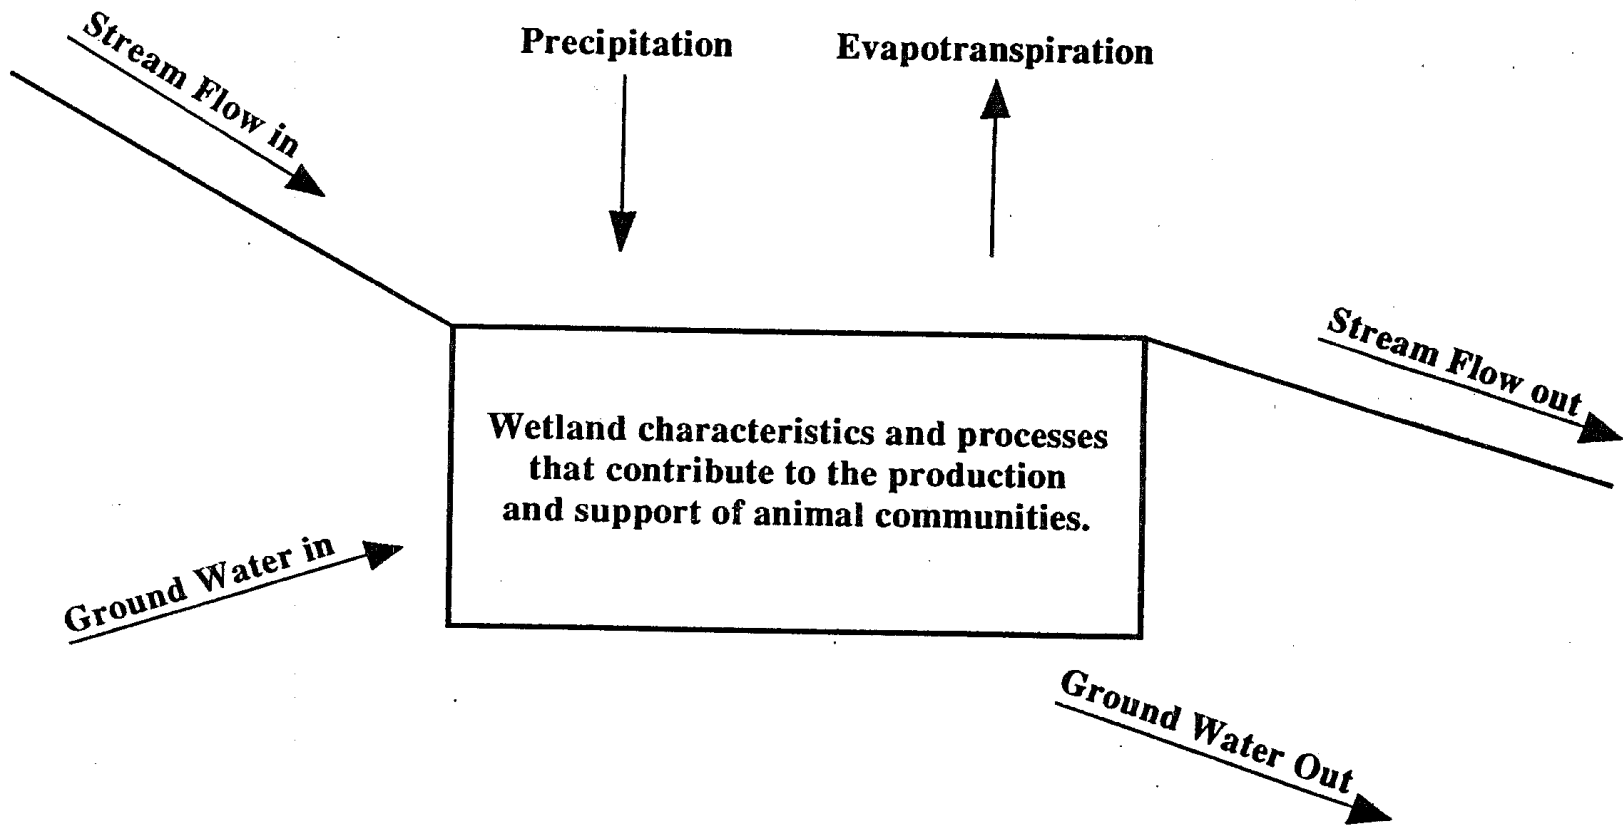 Stream Flow in
Precipitation
Evapotranspiration
Stream Flow out
Wetland characteristics and processes
that contribute to the production
and support of animal communities.
Ground Water in
Ground Water Out